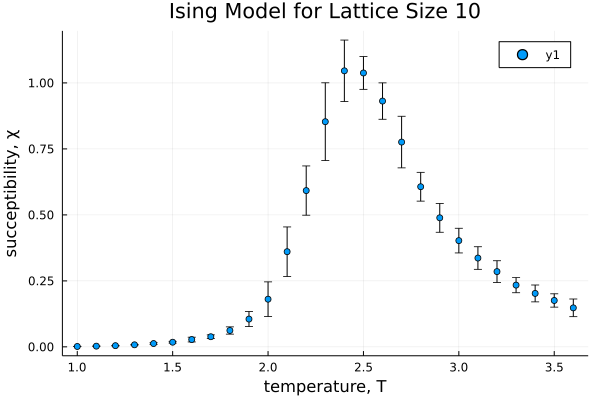 Ising Model for Lattice Size 10
y1
succeptibility, χ
1.00
0.75
0.50
0.25
0.00
1.0 1.5 2.0 2.5 3.0 3.5
temperature, T